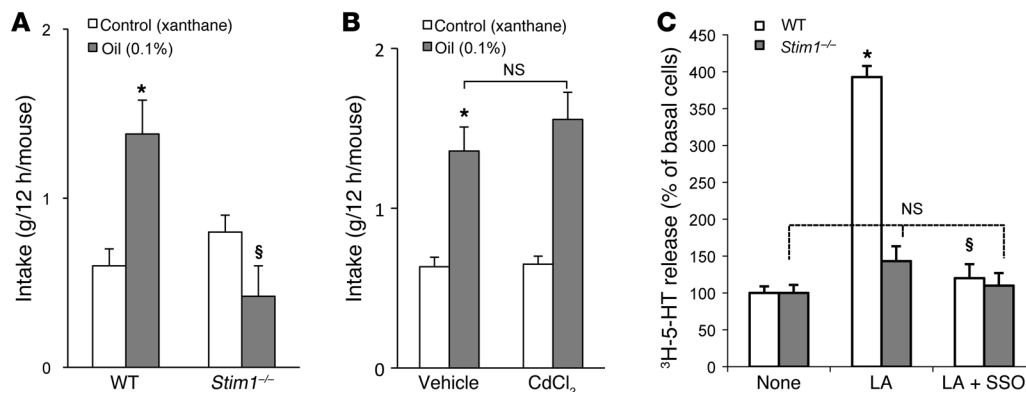 A
Control (xanthane)
Oil (0.1%)
Intake (g/12 h/mouse)
2
1
0
*
§
WT
Stim1–/–
B
Control (xanthane)
Oil (0.1%)
Intake (g/12 h/mouse)
2
1
0
NS
*
Vehicle
CdCl2
C
WT
Stim1–/–
³H-5-HT release (% of basal cells)
450
400
350
300
250
200
150
100
50
0
*
NS
§
None
LA
LA + SSO